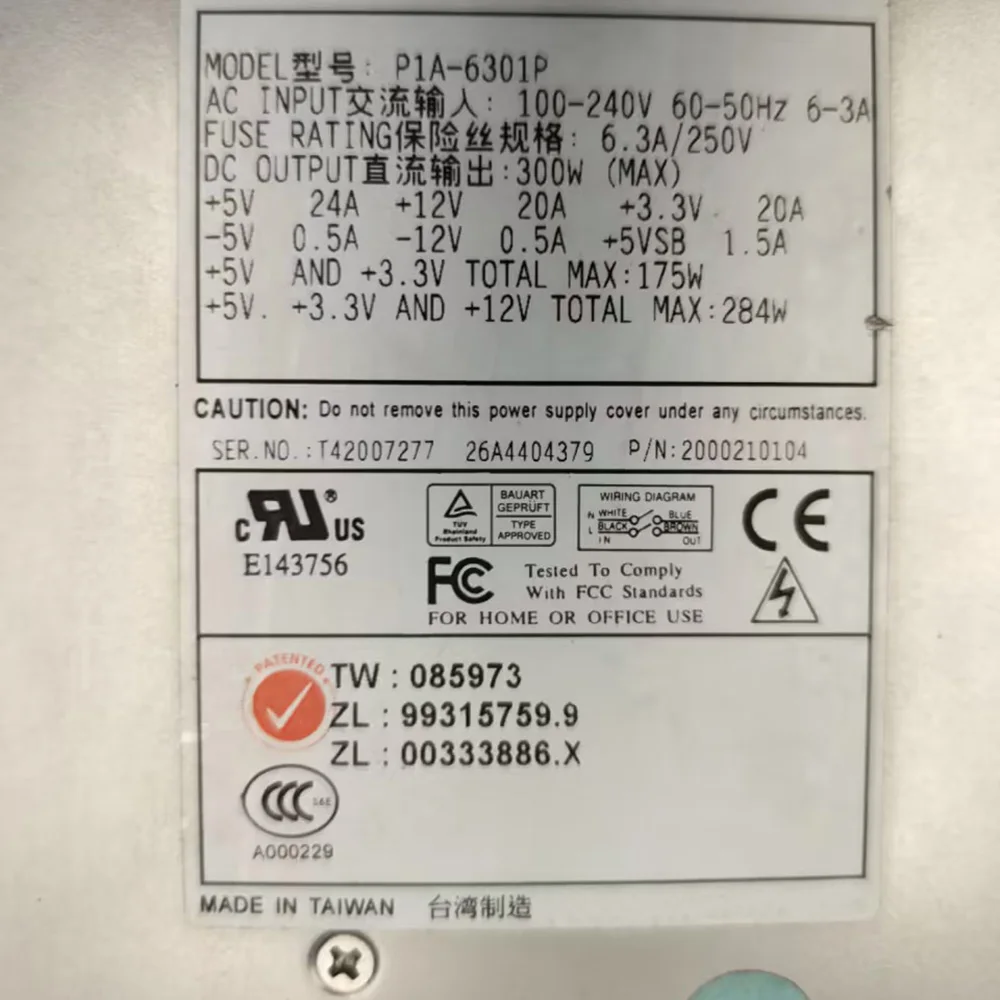 MODEL型号: P1A-6301P
AC INPUT交流输入: 100-240V 60-50Hz 6-3A
FUSE RATING保险丝规格: 6.3A/250V
DC OUTPUT直流输出:300W (MAX)
+5V 24A +12V 20A +3.3V 20A
-5V 0.5A -12V 0.5A +5VSB 1.5A
+5V AND +3.3V TOTAL MAX:175W
+5V. +3.3V AND +12V TOTAL MAX:284W
CAUTION: Do not remove this power supply cover under any circumstances.
SER.NO.:T42007277 26A4404379 P/N:2000210104
c RU ® US
E143756
TUV
Rheinland
Product Safety
BAUART
GEPRÜFT
TYPE
APPROVED
WIRING DIAGRAM
N WHITE BLUE
L BLACK BROWN
IN OUT
CE
FC Tested To Comply
With FCC Standards
FOR HOME OR OFFICE USE
PATENTED
TW : 085973
ZL : 99315759.9
ZL : 00333886.X
CCC S&E
A000229
MADE IN TAIWAN 台湾制造